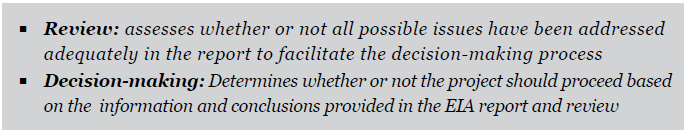 ▪ Review: assesses whether or not all possible issues have been addressed
adequately in the report to facilitate the decision-making process
▪ Decision-making: Determines whether or not the project should proceed based
on the information and conclusions provided in the EIA report and review